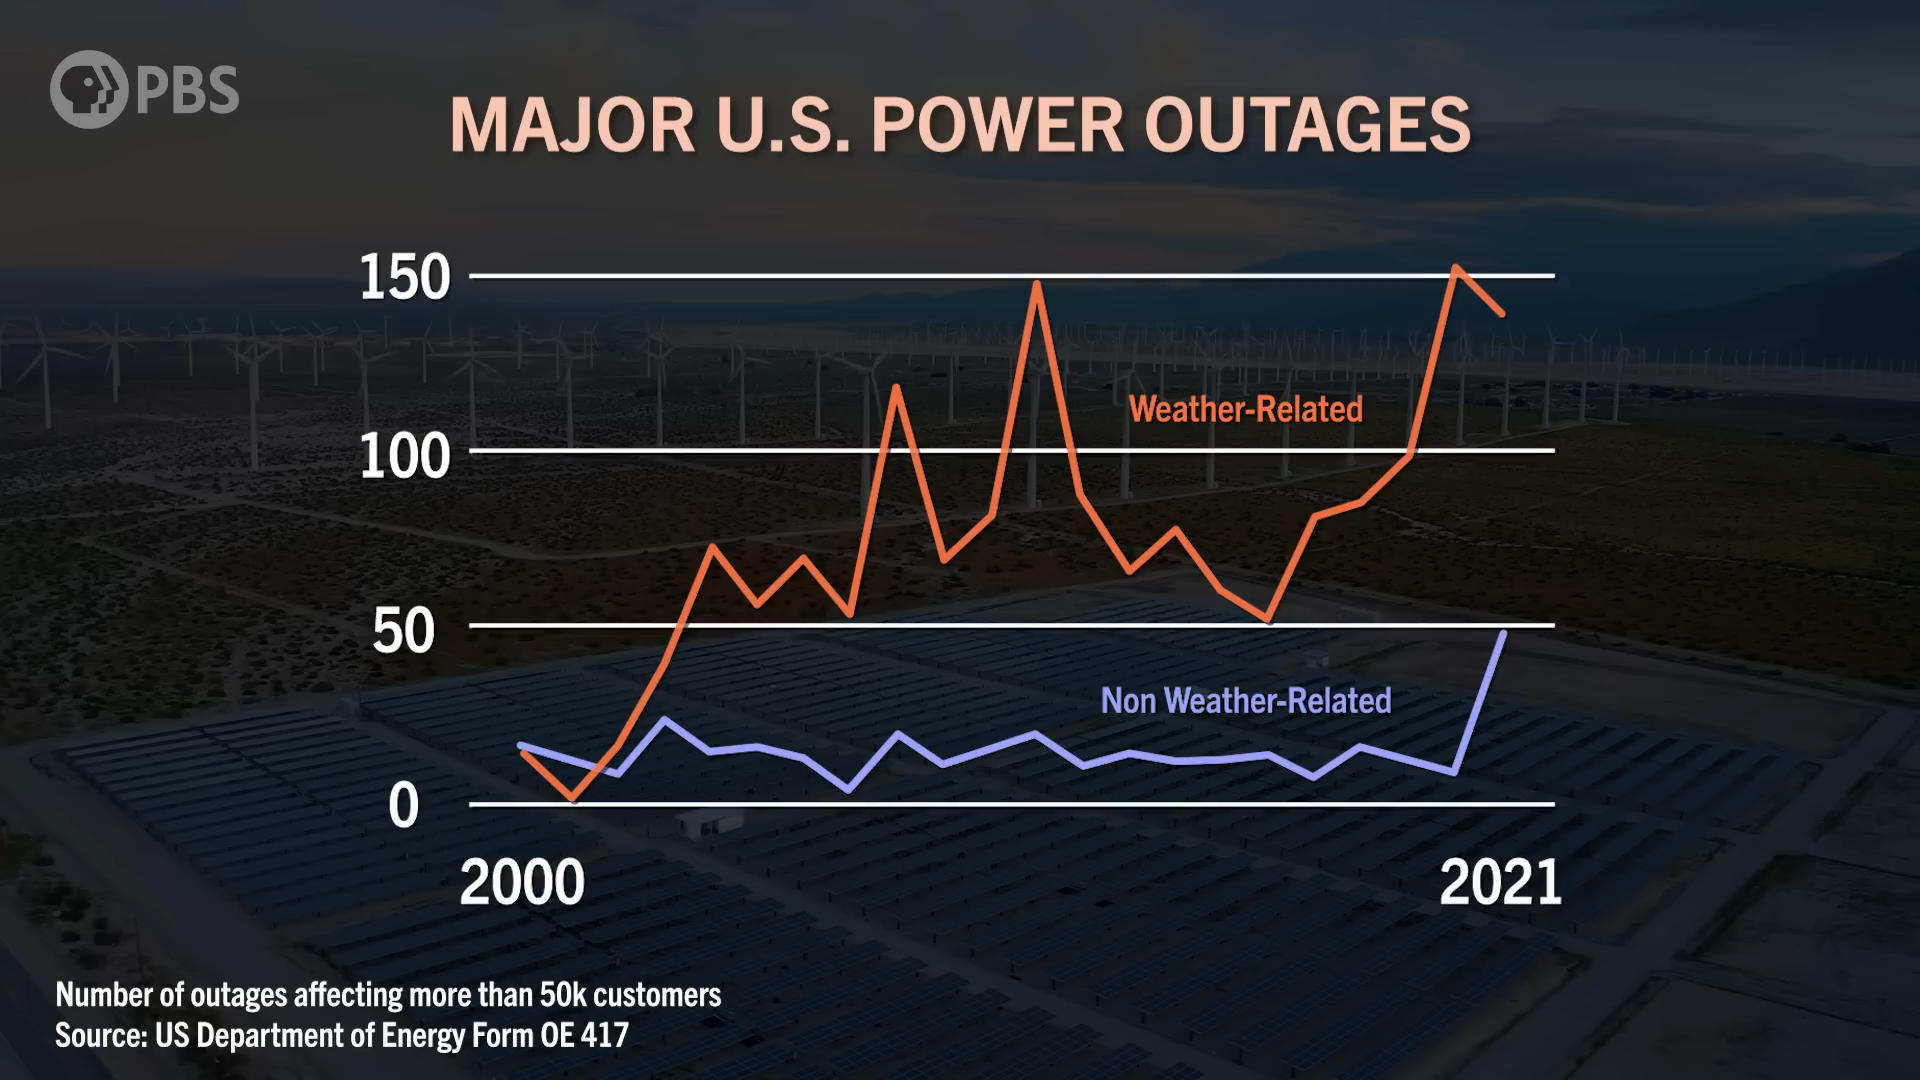 PBS
MAJOR U.S. POWER OUTAGES
150
100
50
0
Weather-Related
Non Weather-Related
2000
2021
Number of outages affecting more than 50k customers
Source: US Department of Energy Form OE 417